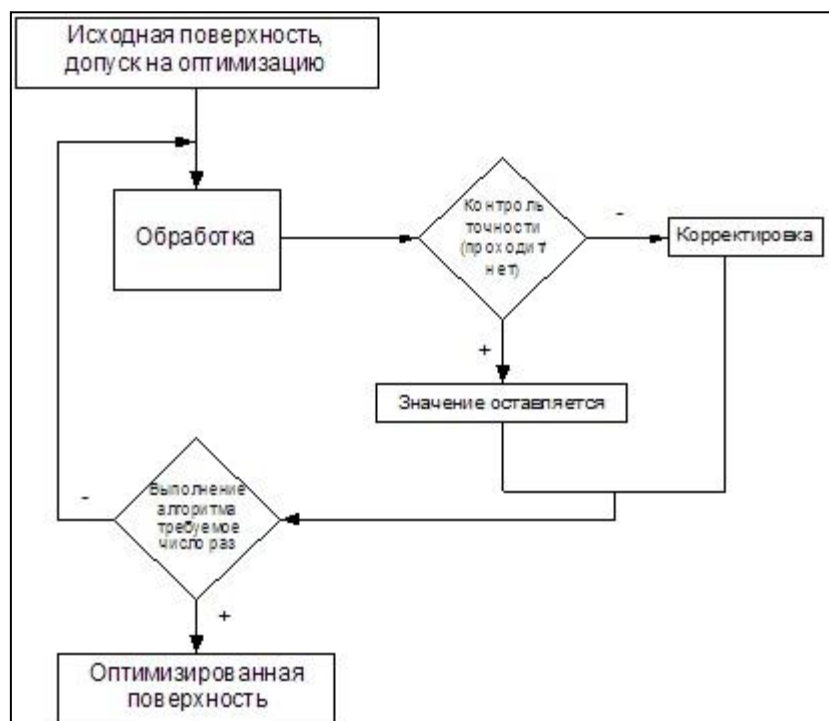 Исходная поверхность,
допуск на оптимизацию
Обработка
Контроль
точности
(проходит
нет)
-
Корректировка
+
Значение оставляется
Выполнение
алгоритма
требуемое
число раз
-
+
Оптимизированная
поверхность